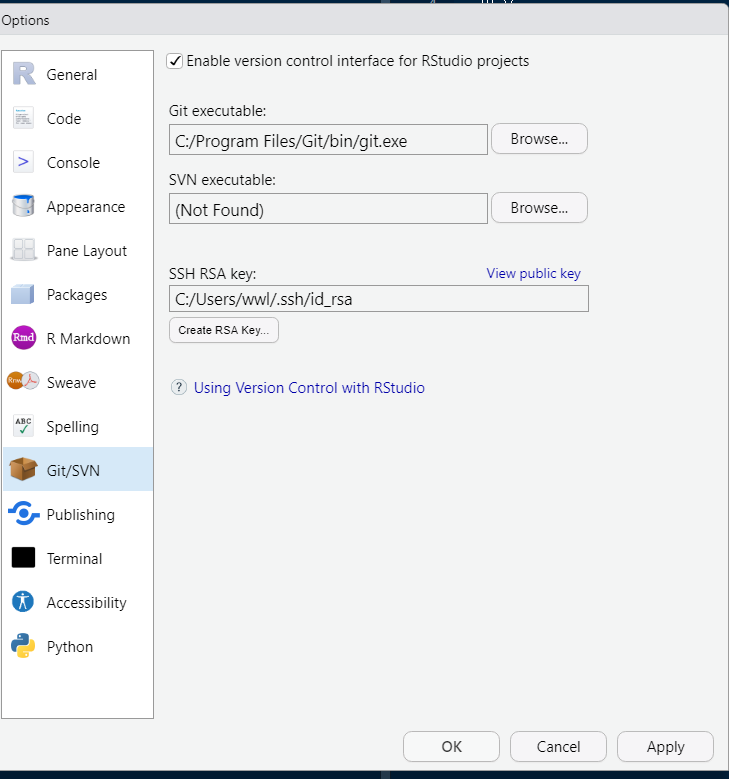 Options
General
Code
Console
Appearance
Pane Layout
Packages
Rmd R Markdown
Rnw Sweave
ABC Spelling
Git/SVN
Publishing
Terminal
Accessibility
Python
Enable version control interface for RStudio projects
Git executable:
C:/Program Files/Git/bin/git.exe Browse...
SVN executable:
(Not Found) Browse...
SSH RSA key: View public key
C:/Users/wwl/.ssh/id_rsa
Create RSA Key...
? Using Version Control with RStudio
OK Cancel Apply